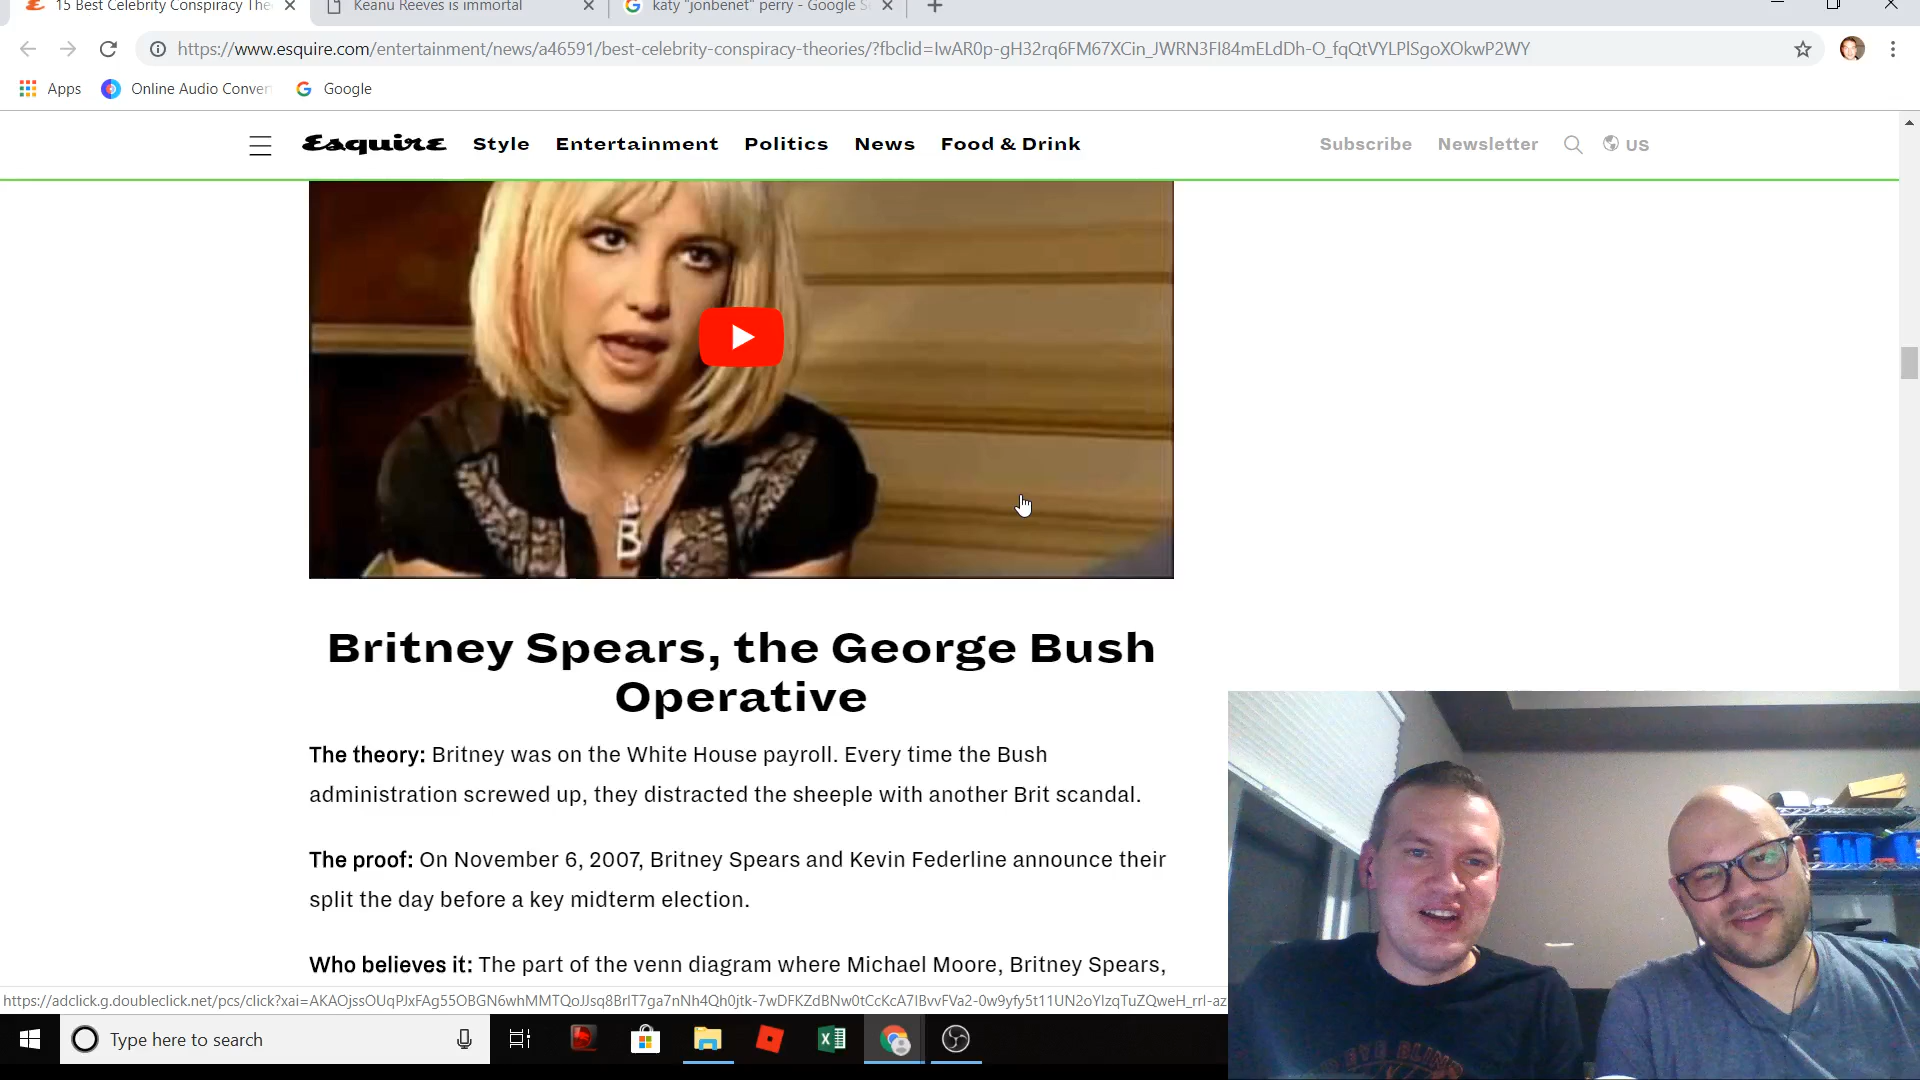 15 Best Celebrity Conspiracy The
Keanu Reeves is immortal
katy "jonbenet" perry - Google S
https://www.esquire.com/entertainment/news/a46591/best-celebrity-conspiracy-theories/?fbclid=IwAR0p-gH32rq6FM67XCin_JWRN3FI84mELdDh-O_fqQtVYLPlSgoXOkwP2WY
Apps
Online Audio Conver
Google
Esquire Style Entertainment Politics News Food & Drink Subscribe Newsletter US
B
Britney Spears, the George Bush
Operative
The theory: Britney was on the White House payroll. Every time the Bush
administration screwed up, they distracted the sheeple with another Brit scandal.
The proof: On November 6, 2007, Britney Spears and Kevin Federline announce their
split the day before a key midterm election.
Who believes it: The part of the venn diagram where Michael Moore, Britney Spears,
https://adclick.g.doubleclick.net/pcs/click?xai=AKAOjssOUqPJxFAg55OBGN6whMMTQoJJsq8BrIT7ga7nNh4Qh0jtk-7wDFKZdBNw0tCcKcA7IBvvFVa2-0w9yfy5t11UN2oYlzqTuZQweH_rrI-az
Type here to search